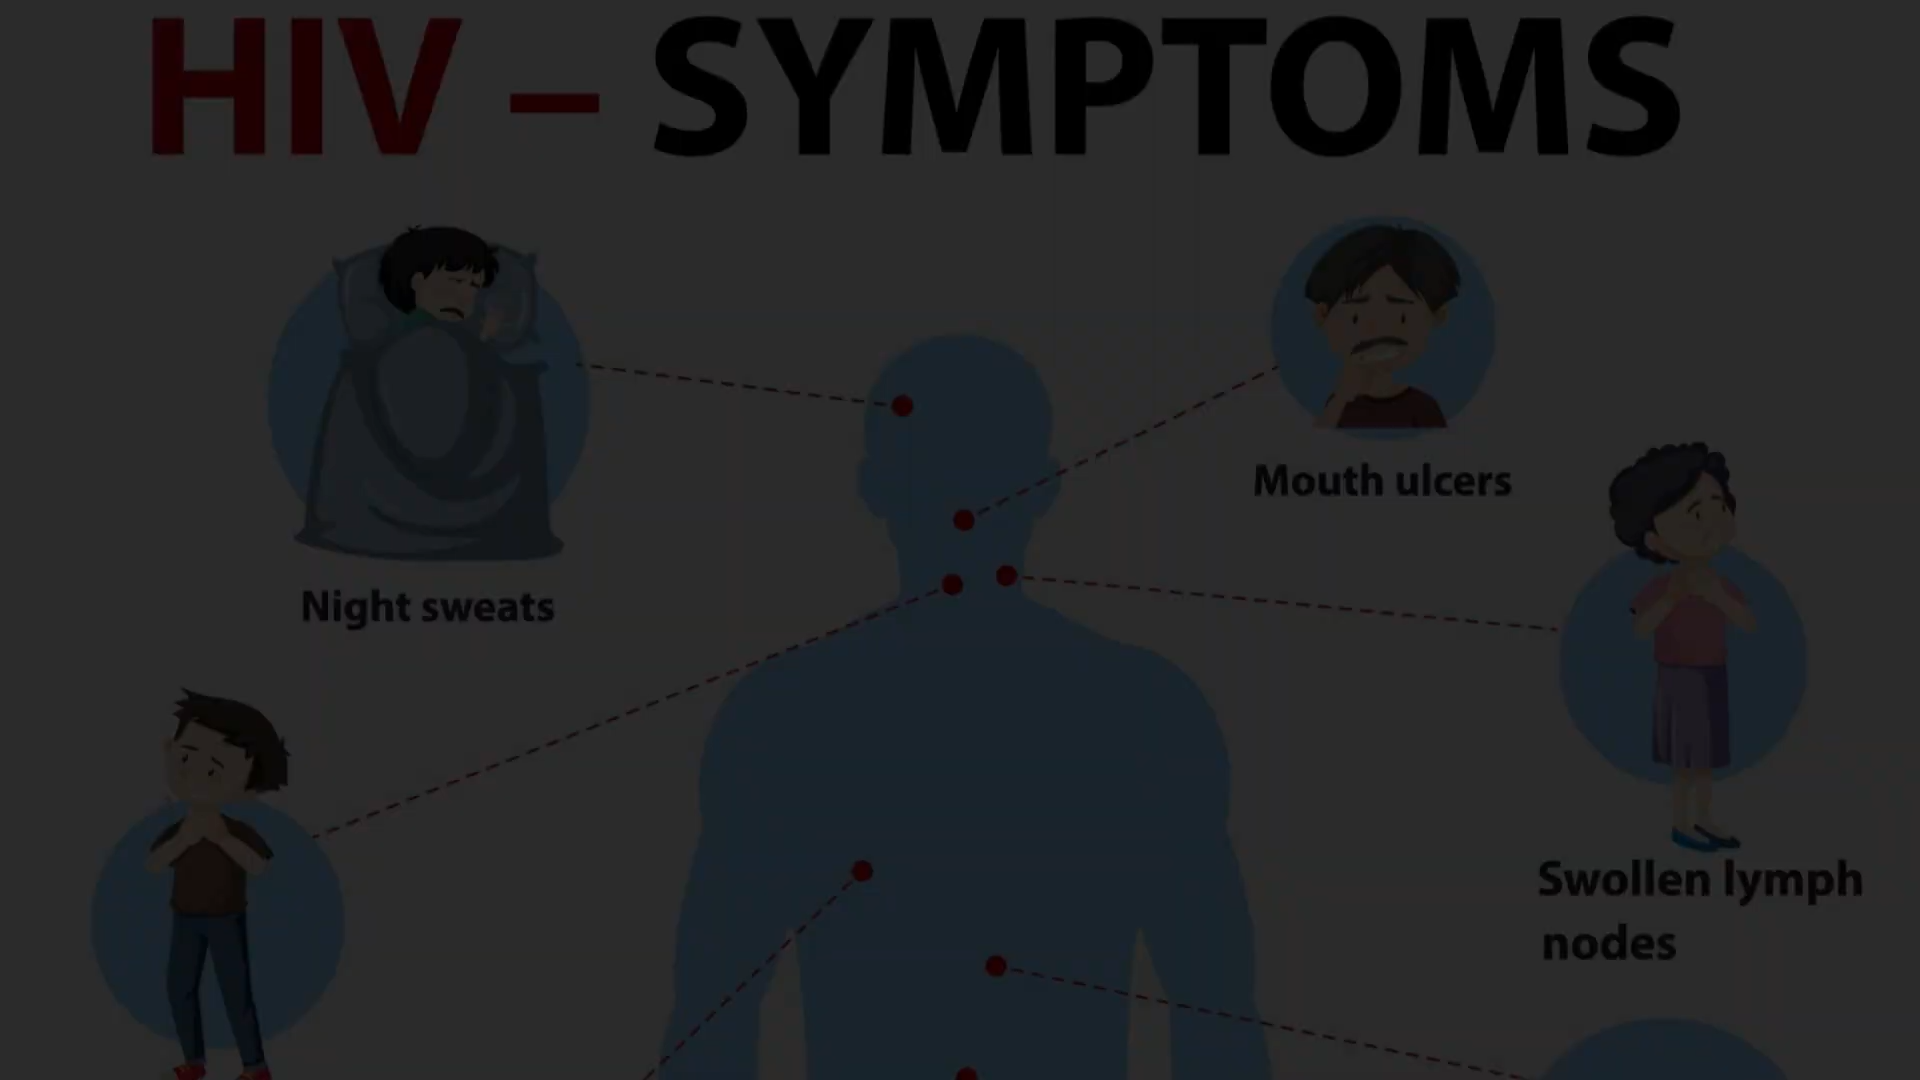 HIV – SYMPTOMS
Mouth ulcers
Night sweats
Swollen lymph
nodes